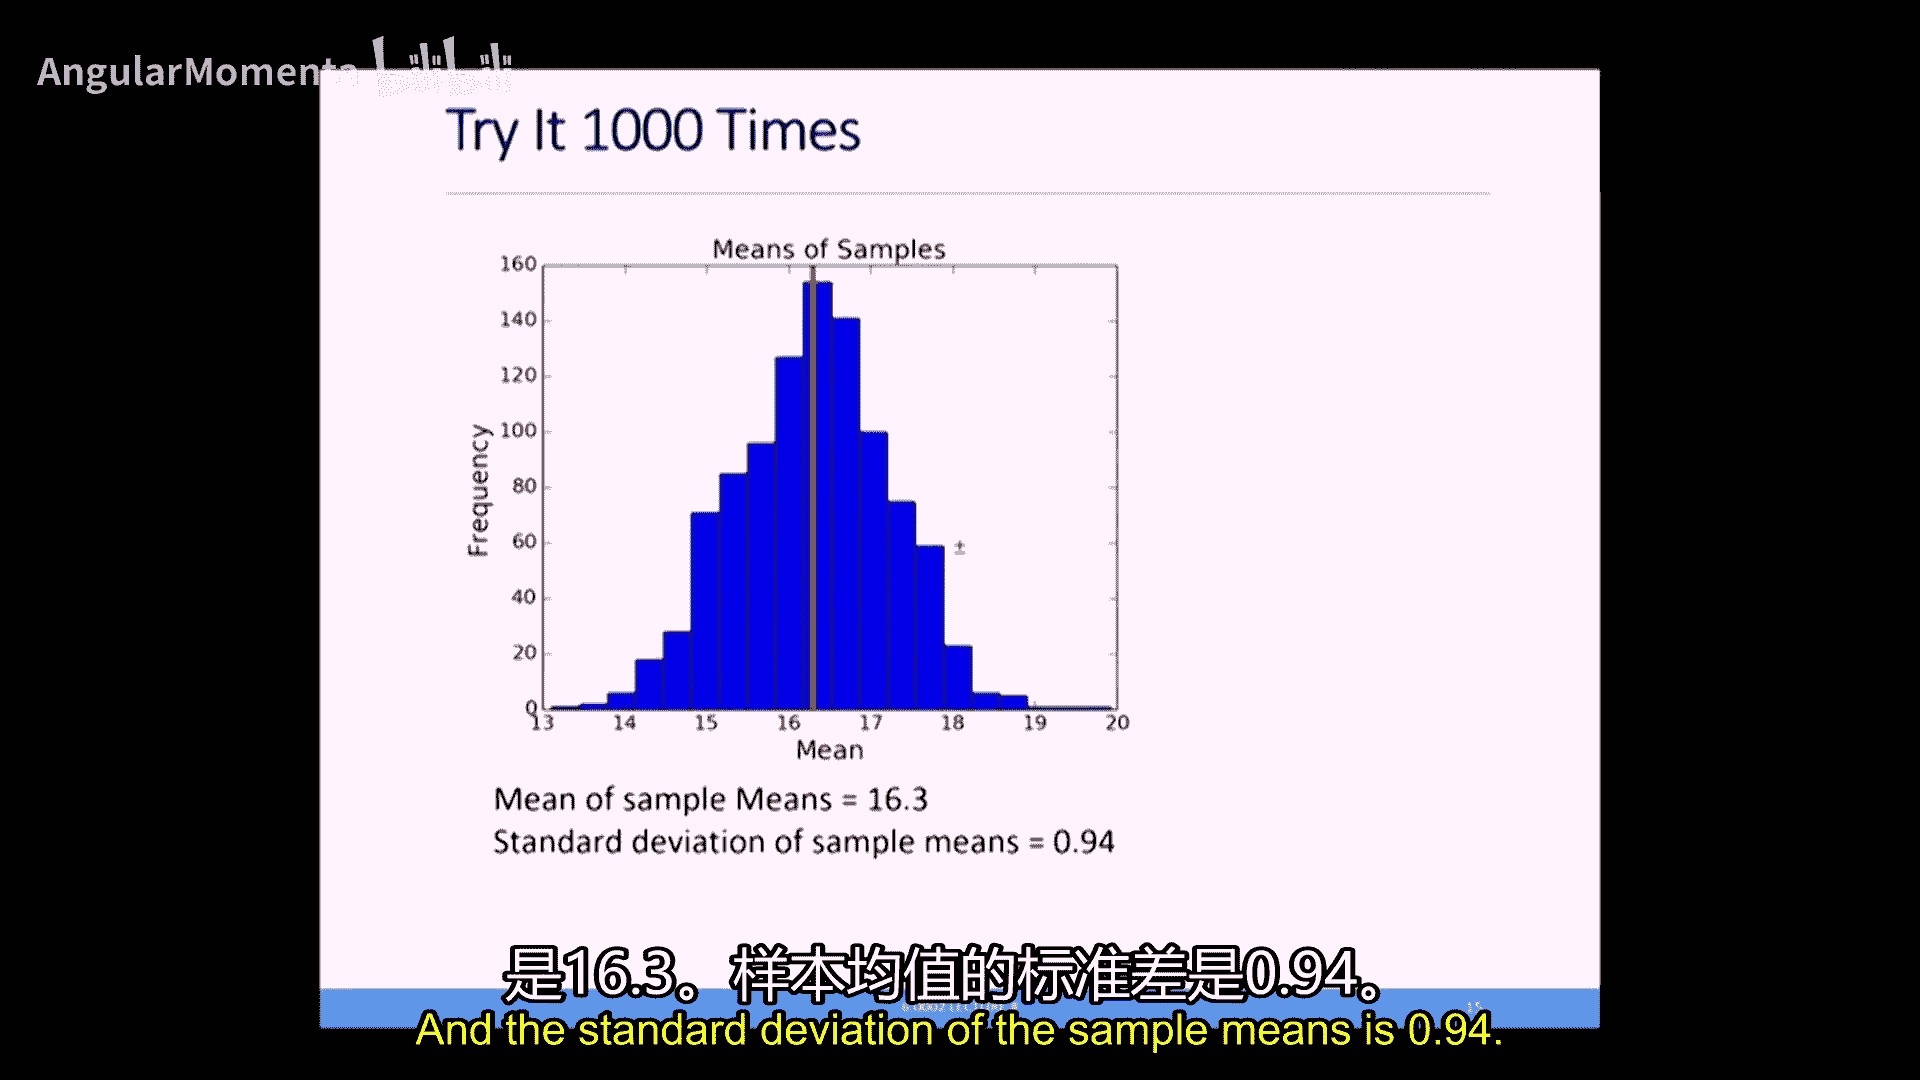 AngularMomenta
Try It 1000 Times
Means of Samples
160
140
120
100
80
60
40
20
0
Frequency
13 14 15 16 17 18 19 20
Mean
Mean of sample Means = 16.3
Standard deviation of sample means = 0.94
是16.3。样本均值的标准差是0.94。
And the standard deviation of the sample means is 0.94.